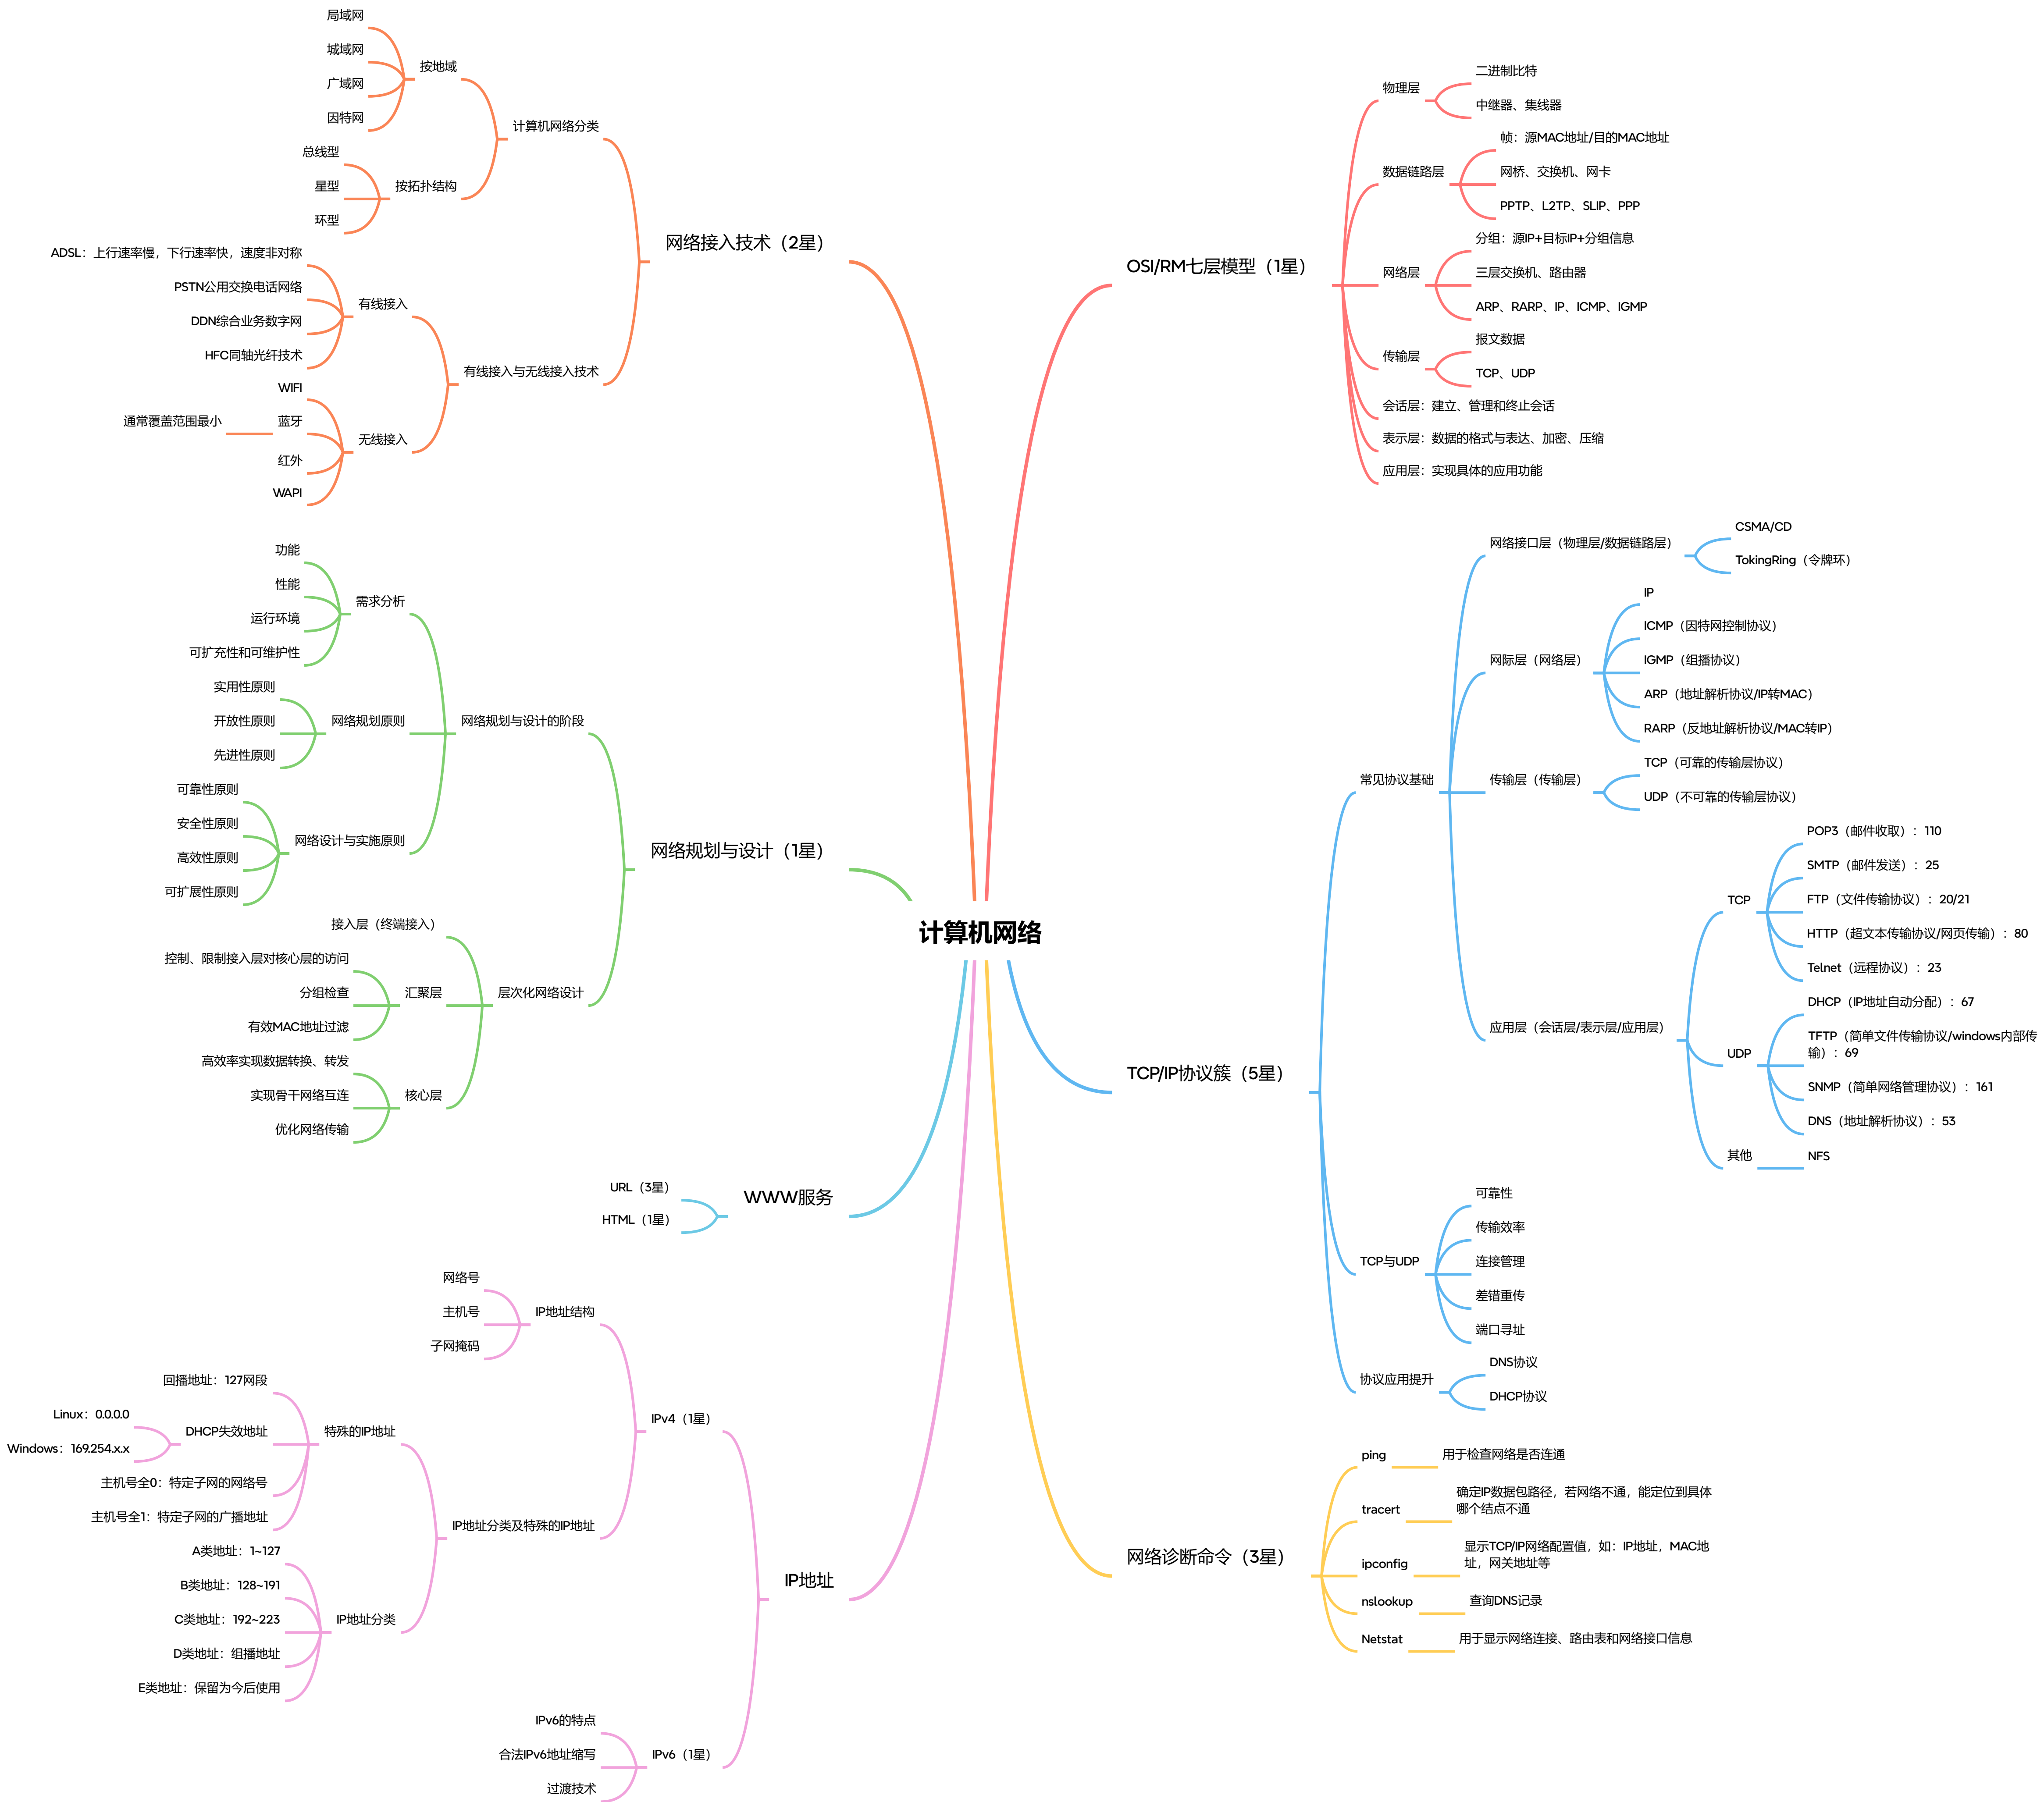 计算机网络
OSI/RM七层模型（1星）
物理层
二进制比特
中继器、集线器
数据链路层
帧：源MAC地址/目的MAC地址
网桥、交换机、网卡
PPTP、L2TP、SLIP、PPP
网络层
分组：源IP+目标IP+分组信息
三层交换机、路由器
ARP、RARP、IP、ICMP、IGMP
传输层
报文数据
TCP、UDP
会话层：建立、管理和终止会话
表示层：数据的格式与表达、加密、压缩
应用层：实现具体的应用功能
TCP/IP协议簇（5星）
常见协议基础
网络接口层（物理层/数据链路层）
CSMA/CD
TokingRing（令牌环）
网际层（网络层）
IP
ICMP（因特网控制协议）
IGMP（组播协议）
ARP（地址解析协议/IP转MAC）
RARP（反地址解析协议/MAC转IP）
传输层（传输层）
TCP（可靠的传输层协议）
UDP（不可靠的传输层协议）
应用层（会话层/表示层/应用层）
TCP
POP3（邮件收取）：110
SMTP（邮件发送）：25
FTP（文件传输协议）：20/21
HTTP（超文本传输协议/网页传输）：80
Telnet（远程协议）：23
UDP
DHCP（IP地址自动分配）：67
TFTP（简单文件传输协议/windows内部传
输）：69
SNMP（简单网络管理协议）：161
DNS（地址解析协议）：53
其他
NFS
TCP与UDP
可靠性
传输效率
连接管理
差错重传
端口寻址
协议应用提升
DNS协议
DHCP协议
网络诊断命令（3星）
ping
用于检查网络是否连通
tracert
确定IP数据包路径，若网络不通，能定位到具体
哪个结点不通
ipconfig
显示TCP/IP网络配置值，如：IP地址，MAC地
址，网关地址等
nslookup
查询DNS记录
Netstat
用于显示网络连接、路由表和网络接口信息
网络接入技术（2星）
计算机网络分类
按地域
局域网
城域网
广域网
因特网
按拓扑结构
总线型
星型
环型
有线接入与无线接入技术
有线接入
ADSL：上行速率慢，下行速率快，速度非对称
PSTN公用交换电话网络
DDN综合业务数字网
HFC同轴光纤技术
无线接入
WIFI
蓝牙
通常覆盖范围最小
红外
WAPI
网络规划与设计（1星）
网络规划与设计的阶段
需求分析
功能
性能
运行环境
可扩充性和可维护性
网络规划原则
实用性原则
开放性原则
先进性原则
网络设计与实施原则
可靠性原则
安全性原则
高效性原则
可扩展性原则
层次化网络设计
接入层（终端接入）
汇聚层
控制、限制接入层对核心层的访问
分组检查
有效MAC地址过滤
核心层
高效率实现数据转换、转发
实现骨干网络互连
优化网络传输
WWW服务
URL（3星）
HTML（1星）
IP地址
IPv4（1星）
IP地址结构
网络号
主机号
子网掩码
IP地址分类及特殊的IP地址
特殊的IP地址
回播地址：127网段
DHCP失效地址
Linux：0.0.0.0
Windows：169.254.x.x
主机号全0：特定子网的网络号
主机号全1：特定子网的广播地址
IP地址分类
A类地址：1~127
B类地址：128~191
C类地址：192~223
D类地址：组播地址
E类地址：保留为今后使用
IPv6（1星）
IPv6的特点
合法IPv6地址缩写
过渡技术